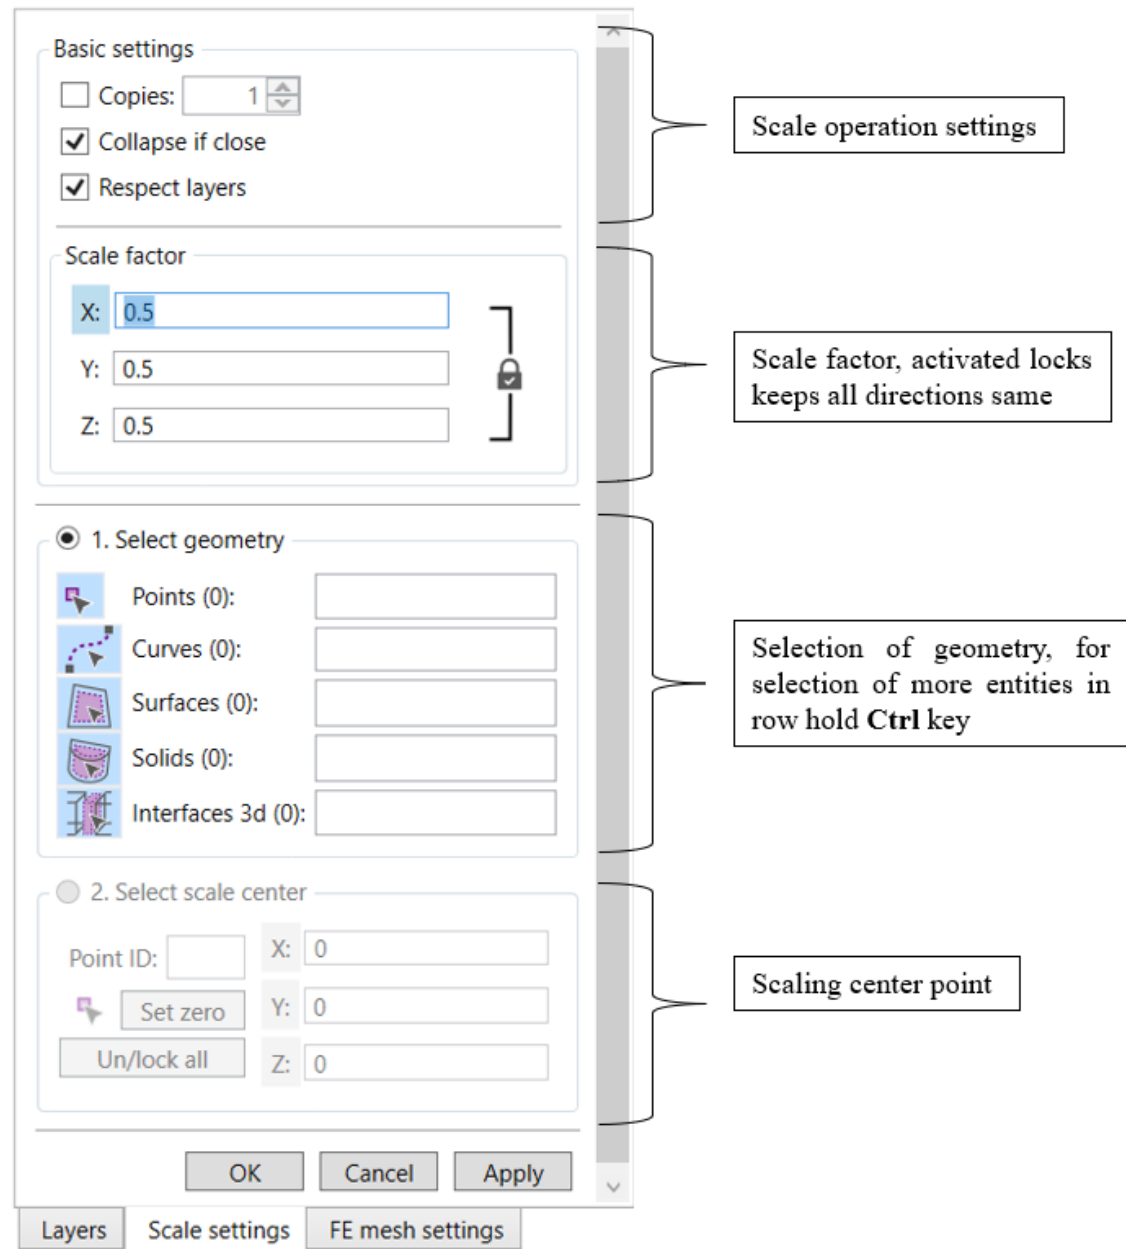 Basic settings
Copies: 1
Collapse if close
Respect layers
Scale operation settings
Scale factor
X: 0.5
Y: 0.5
Z: 0.5
Scale factor, activated locks
keeps all directions same
1. Select geometry
Points (0):
Curves (0):
Surfaces (0):
Solids (0):
Interfaces 3d (0):
Selection of geometry, for
selection of more entities in
row hold Ctrl key
2. Select scale center
Point ID:
X: 0
Set zero
Y: 0
Un/lock all
Z: 0
Scaling center point
OK Cancel Apply
Layers Scale settings FE mesh settings